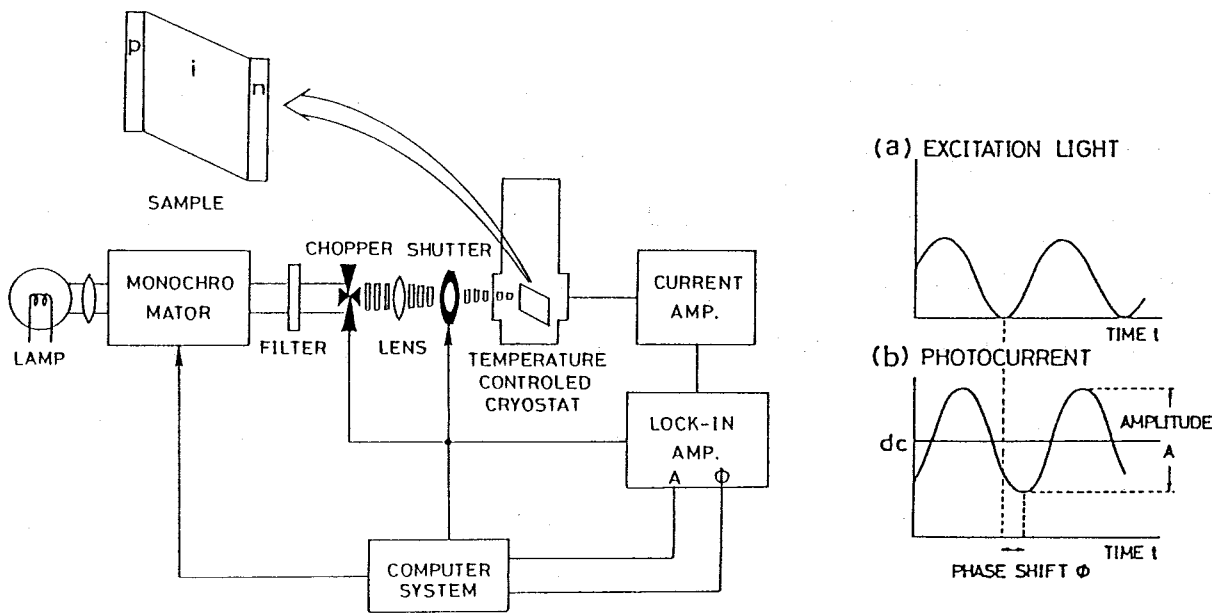 p
i
n
SAMPLE
CHOPPER SHUTTER
MONOCHRO
MATOR
LAMP
FILTER
LENS
TEMPERATURE
CONTROLED
CRYOSTAT
CURRENT
AMP.
LOCK-IN
AMP.
A Φ
COMPUTER
SYSTEM
(a) EXCITATION LIGHT
TIME t
(b) PHOTOCURRENT
dc
AMPLITUDE
A
TIME t
PHASE SHIFT Φ